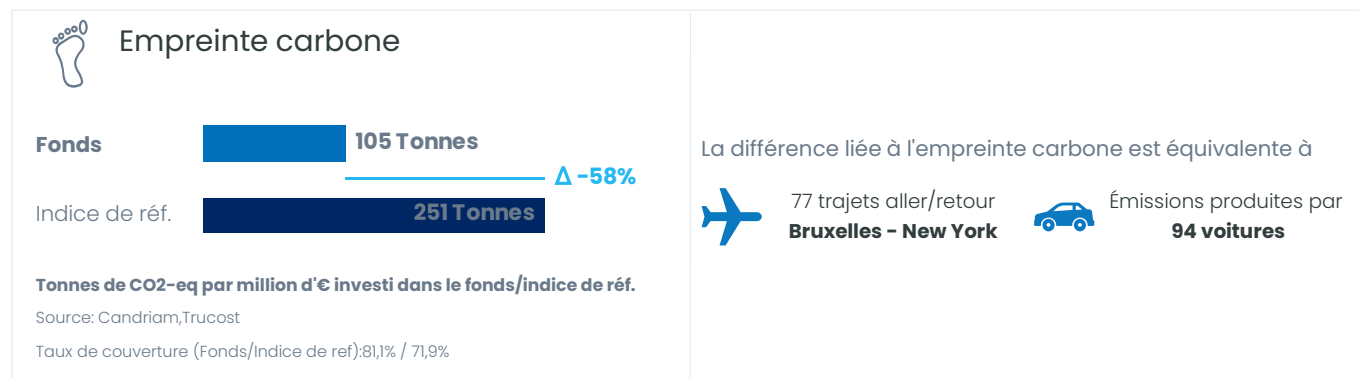 Empreinte carbone
Fonds
105 Tonnes
Δ -58%
Indice de réf.
251 Tonnes
Tonnes de CO2-eq par million d'€ investi dans le fonds/indice de réf.
Source: Candriam,Trucost
Taux de couverture (Fonds/Indice de ref):81,1% / 71,9%
La différence liée à l'empreinte carbone est équivalente à
77 trajets aller/retour
Bruxelles - New York
Émissions produites par
94 voitures